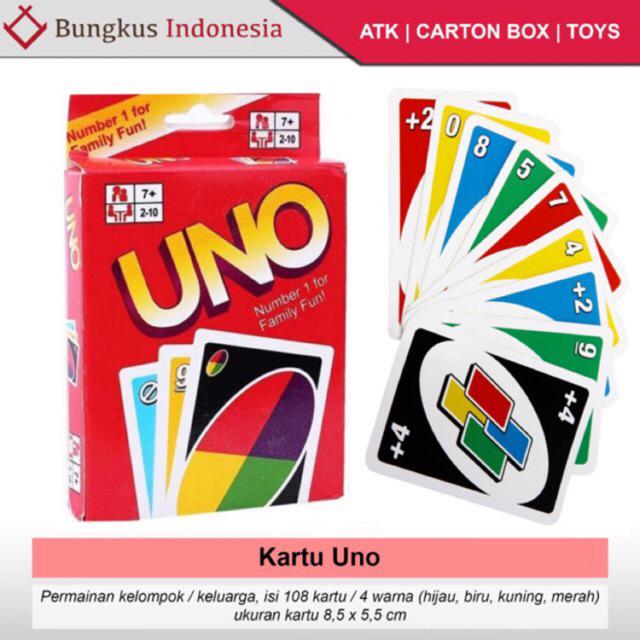 Bungkus Indonesia
ATK | CARTON BOX | TOYS
Number 1 for
Family Fun!
7+
2-10
7+
2-10
UNO
UNO
Number 1 for
Family Fun!
9
7+
+2
0
8
5
7
4
+2
9
+4
+4
Kartu Uno
Permainan kelompok / keluarga, isi 108 kartu / 4 warna (hijau, biru, kuning, merah)
ukuran kartu 8,5 x 5,5 cm